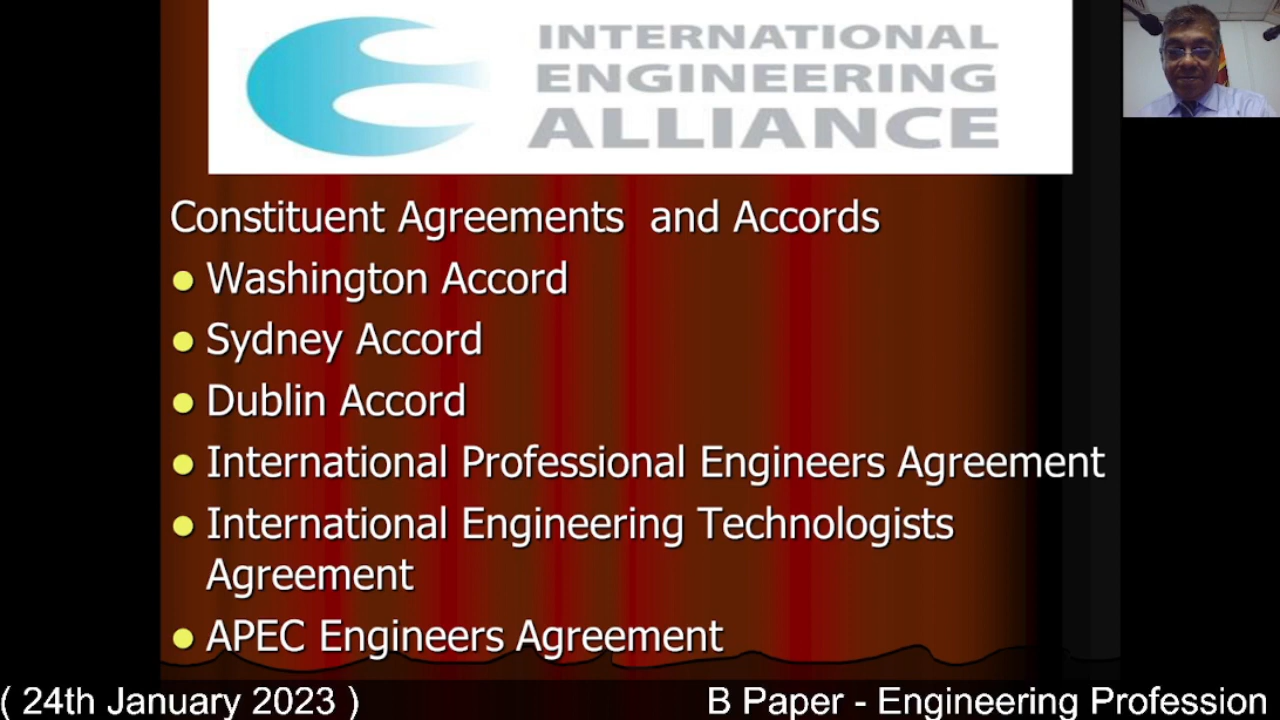 INTERNATIONAL
ENGINEERING
ALLIANCE
Constituent Agreements and Accords
Washington Accord
Sydney Accord
Dublin Accord
International Professional Engineers Agreement
International Engineering Technologists
Agreement
APEC Engineers Agreement
( 24th January 2023 )
B Paper - Engineering Profession